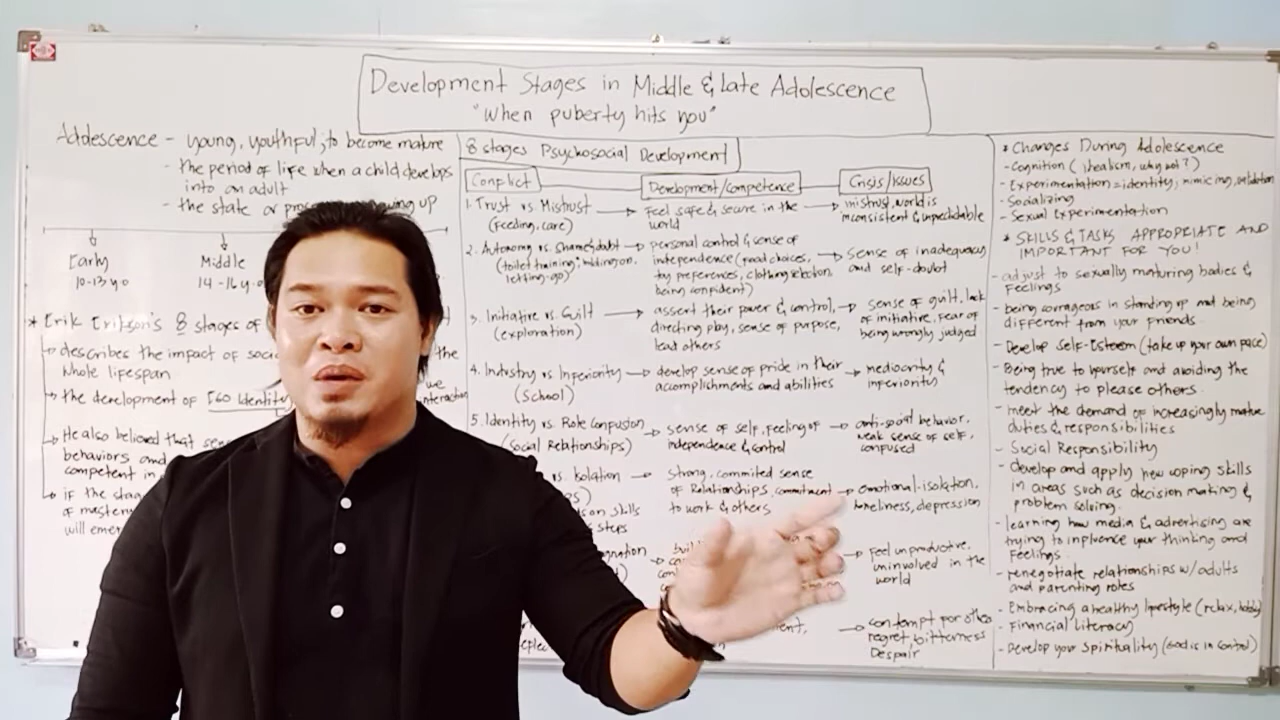 Development Stages in Middle & Late Adolescence
"When puberty hits you"
Adolescence - young, youthful, to become mature
- the period of life when a child develops
into an adult
- the state or growing up
Early
10-13 y.o
Middle
14-16 y.o
* Erik Erikson's 8 stages of
describes the impact of the
whole lifespan
the development of EGO Identity we
interaction
He also believed that
behaviors and
competent in
if the
of
will
8 stages Psychosocial Development
Conflict
Development/competence
Crisis/Issues
1. Trust vs Mistrust
(Feeding, care)
Feel safe & secure in the
world
mistrust, world is
inconsistent & unpredictable
2. Autonomy vs. Shame & doubt
(toilet training,
letting-go)
personal control & sense of
independence (food choices,
toy preferences, clothing selection,
being confident)
Sense of inadequacy
and self-doubt
3. Initiative vs. Guilt
(exploration)
assert their power & control,
directing play, sense of purpose,
lead others
sense of guilt, lack
of initiative, fear of
being wrongly judged
4. Industry vs Inferiority
(School)
develop sense of pride in their
accomplishments and abilities
mediocrity &
inferiority
5. Identity vs Role Confusion
(Social Relationships)
sense of self, feeling of
independence & control
anti-social behavior,
weak sense of self,
confused
vs. Isolation
skills
steps
Strong, commited sense
of Relationships, commitment
to work & others
emotional-isolation,
loneliness, depression
Feel unproductive,
uninvolved in the
world
contempt for others
regret, bitterness
Despair
* Changes During Adolescence
- Cognition (idealism, why not?)
- Experimentation = identity, mimicing, validation
- Socializing
- Sexual Experimentation
* SKILLS & TASKS APPROPRIATE AND
IMPORTANT FOR YOU!
- adjust to sexually maturing bodies &
feelings
- being courageous in standing up and being
different from your friends.
- Develop self-Esteem (take up your own pace)
- Being true to yourself and avoiding the
tendency to please others.
- meet the demand of increasingly mature
duties & responsibilities
- Social Responsibility
- develop and apply new coping skills
in areas such as decision making &
problem solving.
- learning how media & advertising are
trying to influence your thinking and
Feelings.
- renegotiate relationships w/ adults
and parenting roles
- Embracing a healthy lifestyle (relax, hobby)
- Financial literacy
- Develop your Spirituality (God is in Control)